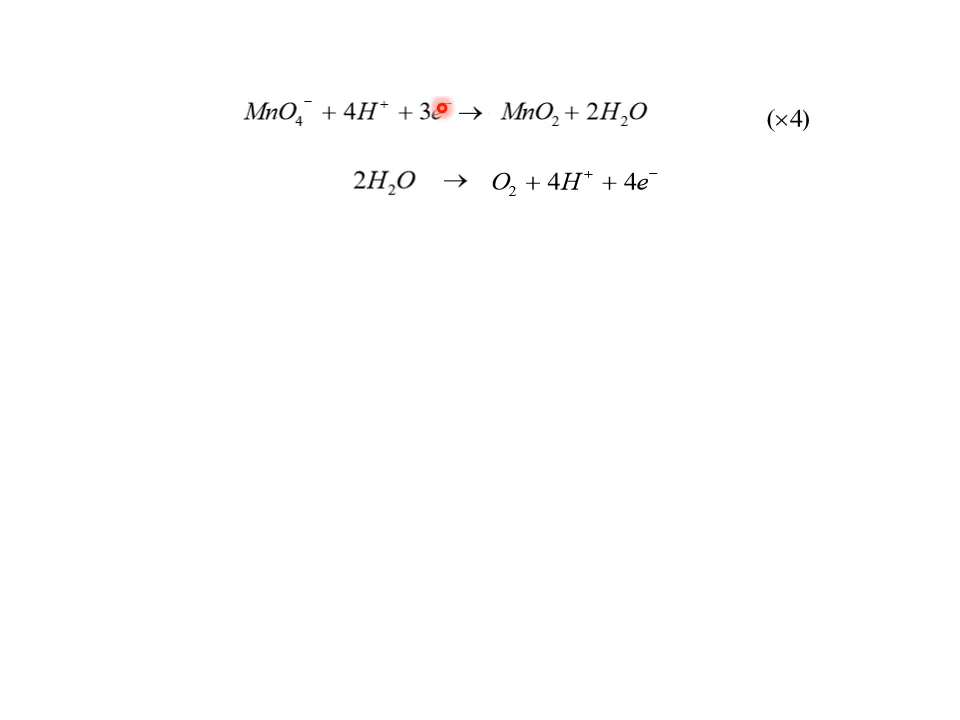 MnO₄⁻ + 4H⁺ + 3e⁻ → MnO₂ + 2H₂O (×4)
2H₂O → O₂ + 4H⁺ + 4e⁻